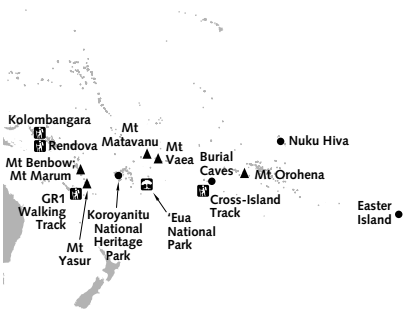 Kolombangara
Rendova
Mt
Matavanu
Mt
Vaea
Nuku Hiva
Mt Benbow,
Mt Marum
Burial
Caves
Mt Orohena
GR1
Walking
Track
Koroyanitu
National
Heritage
Park
'Eua
National
Park
Cross-Island
Track
Easter
Island
Mt
Yasur